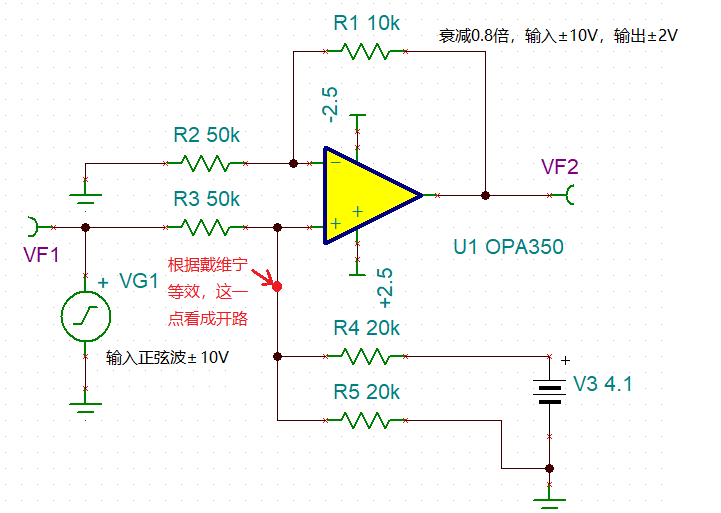 R1 10k
衰减0.8倍，输入±10V，输出±2V
-2.5
R2 50k
−
VF2
R3 50k
+
+
U1 OPA350
VF1
+
VG1
根据戴维宁
等效，这一
点看成开路
+2.5
R4 20k
输入正弦波±10V
+
V3 4.1
R5 20k